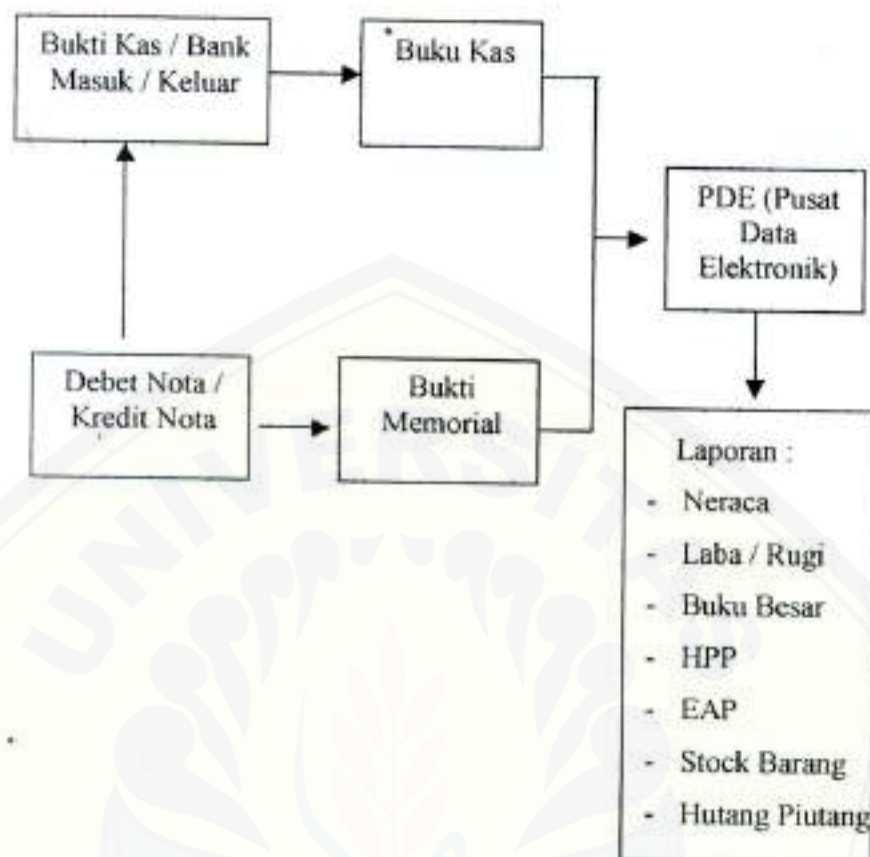 Bukti Kas / Bank
Masuk / Keluar
Buku Kas
PDE (Pusat
Data
Elektronik)
Debet Nota /
Kredit Nota
Bukti
Memorial
Laporan :
- Neraca
- Laba / Rugi
- Buku Besar
- HPP
- EAP
- Stock Barang
- Hutang Piutang
UNIVERSITAS